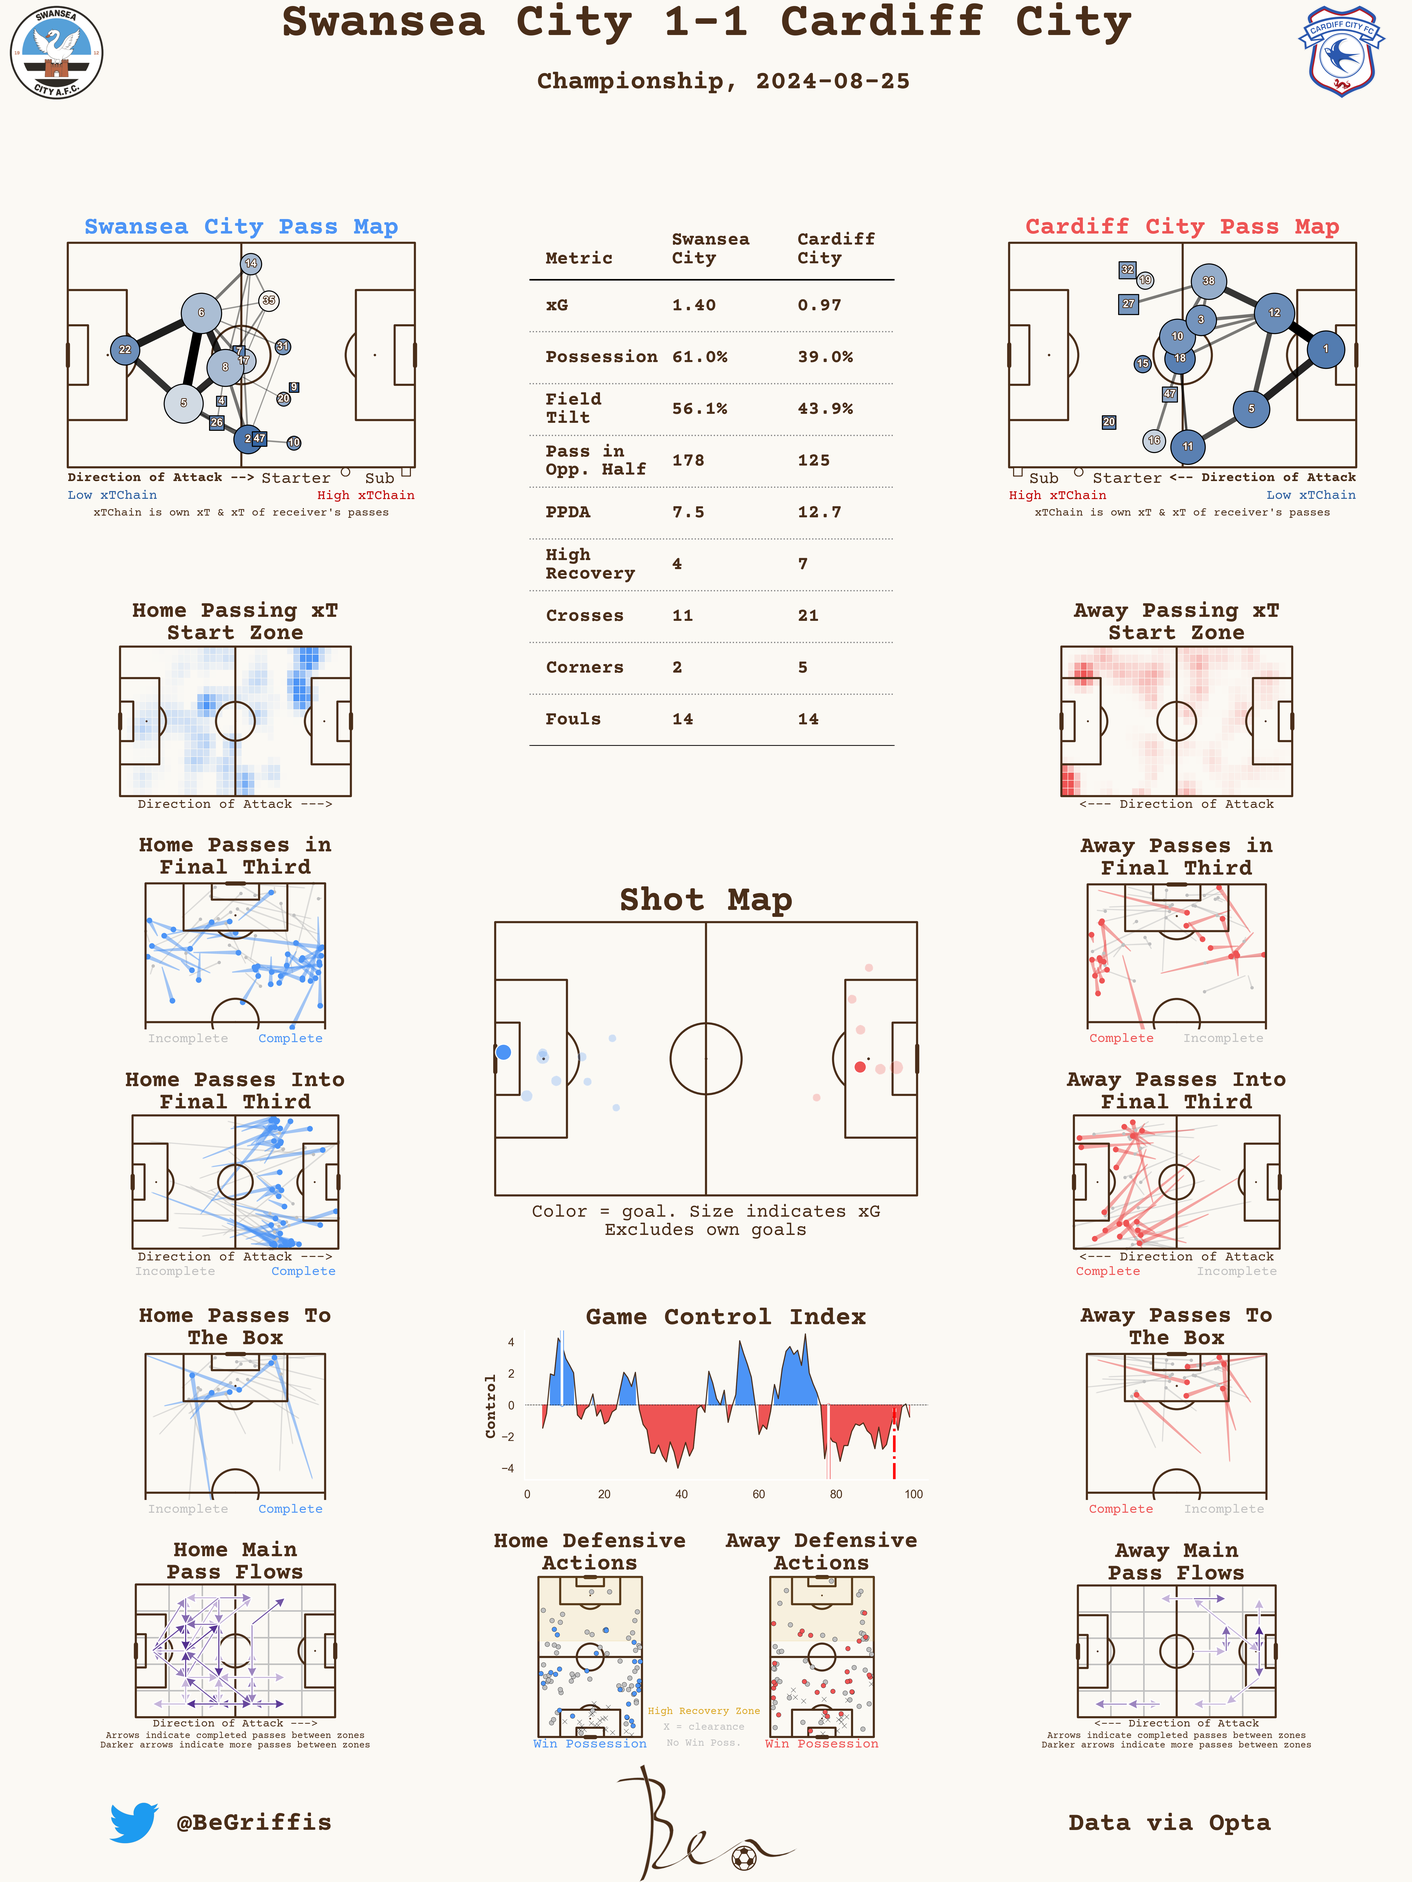 Swansea City 1-1 Cardiff City
Championship, 2024-08-25
SWANSEA
19 12
CITY A.F.C.
CARDIFF CITY FC
Swansea City Pass Map
14
35
6
22
31
7
17
8
9
20
5
4
26
2
47
10
Direction of Attack --> Starter Sub
Low xTChain High xTChain
xTChain is own xT & xT of receiver's passes
Metric Swansea City Cardiff City
xG 1.40 0.97
Possession 61.0% 39.0%
Field Tilt 56.1% 43.9%
Pass in Opp. Half 178 125
PPDA 7.5 12.7
High Recovery 4 7
Crosses 11 21
Corners 2 5
Fouls 14 14
Cardiff City Pass Map
32
19
38
27
12
3
10
1
18
15
47
5
20
16
11
Sub Starter <-- Direction of Attack
High xTChain Low xTChain
xTChain is own xT & xT of receiver's passes
Home Passing xT
Start Zone
Direction of Attack --->
Away Passing xT
Start Zone
<--- Direction of Attack
Home Passes in
Final Third
Incomplete Complete
Shot Map
Color = goal. Size indicates xG
Excludes own goals
Away Passes in
Final Third
Complete Incomplete
Home Passes Into
Final Third
Direction of Attack --->
Incomplete Complete
Away Passes Into
Final Third
<--- Direction of Attack
Complete Incomplete
Home Passes To
The Box
Incomplete Complete
Game Control Index
Control
4
2
0
−2
−4
0 20 40 60 80 100
Away Passes To
The Box
Complete Incomplete
Home Main
Pass Flows
Direction of Attack --->
Arrows indicate completed passes between zones
Darker arrows indicate more passes between zones
Home Defensive
Actions
Win Possession
High Recovery Zone
X = clearance
No Win Poss.
Away Defensive
Actions
Win Possession
Away Main
Pass Flows
<--- Direction of Attack
Arrows indicate completed passes between zones
Darker arrows indicate more passes between zones
@BeGriffis
Ben
Data via Opta